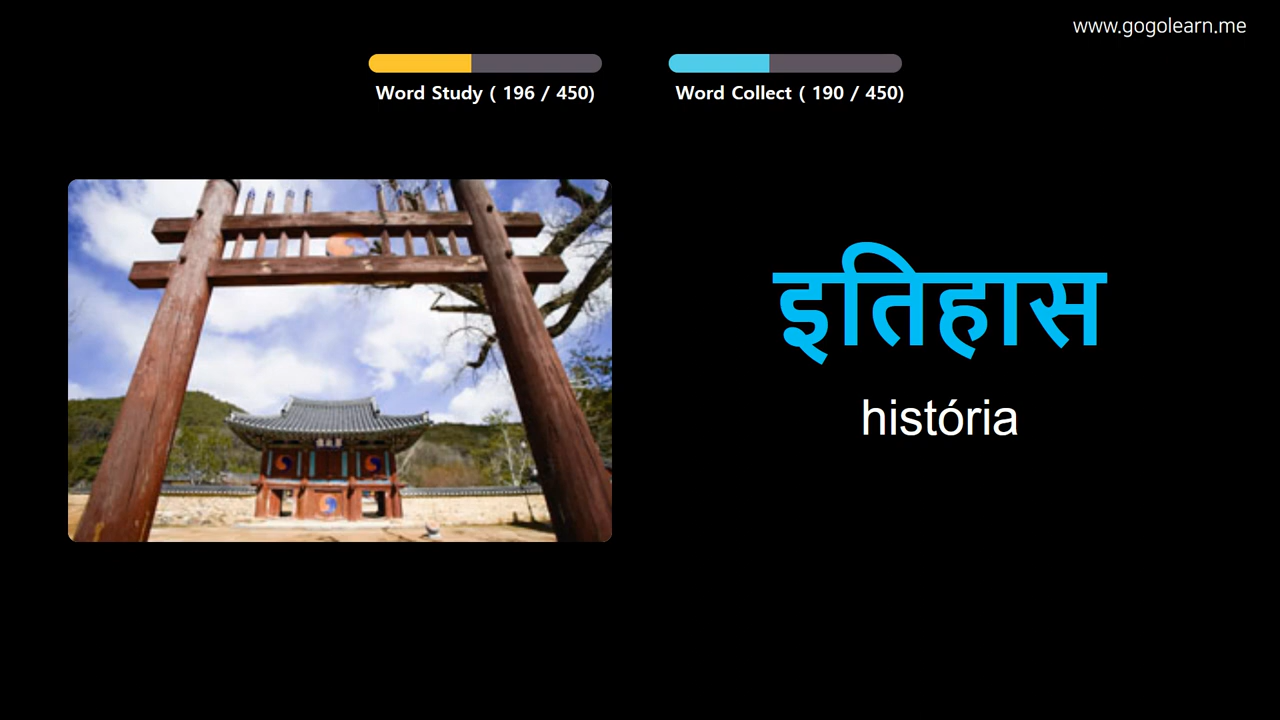 www.gogolearn.me
Word Study ( 196 / 450)
Word Collect ( 190 / 450)
इतिहास
história